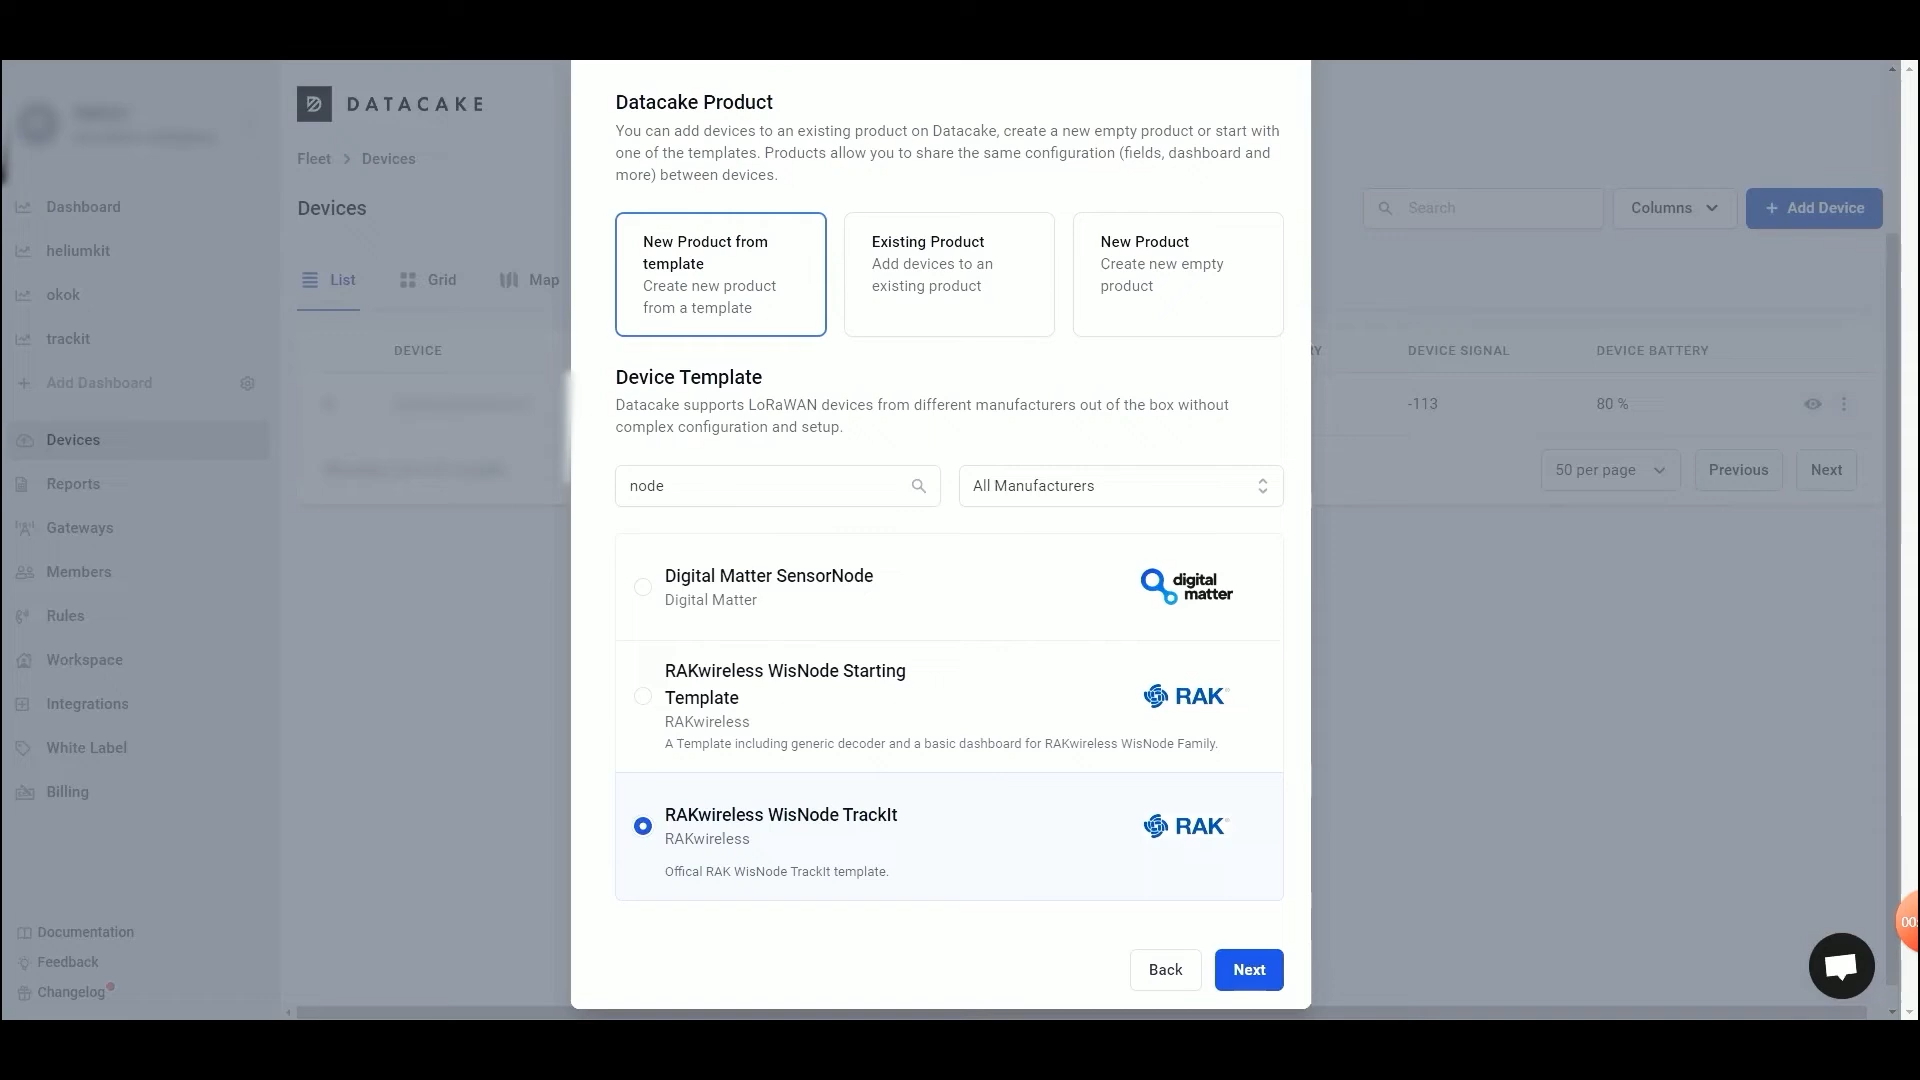 DATACAKE
Fleet > Devices
Devices
List
Grid
Map
DEVICE
Dashboard
heliumkit
okok
trackit
Add Dashboard
Devices
Reports
Gateways
Members
Rules
Workspace
Integrations
White Label
Billing
Documentation
Feedback
Changelog
Datacake Product
You can add devices to an existing product on Datacake, create a new empty product or start with
one of the templates. Products allow you to share the same configuration (fields, dashboard and
more) between devices.
New Product from
template
Create new product
from a template
Existing Product
Add devices to an
existing product
New Product
Create new empty
product
Device Template
Datacake supports LoRaWAN devices from different manufacturers out of the box without
complex configuration and setup.
node
All Manufacturers
Digital Matter SensorNode
Digital Matter
digital
matter
RAKwireless WisNode Starting
Template
RAKwireless
A Template including generic decoder and a basic dashboard for RAKwireless WisNode Family.
RAK
RAKwireless WisNode TrackIt
RAKwireless
Offical RAK WisNode TrackIt template.
RAK
Back
Next
Search
Columns
+ Add Device
RY
DEVICE SIGNAL
DEVICE BATTERY
-113
80 %
50 per page
Previous
Next
00: